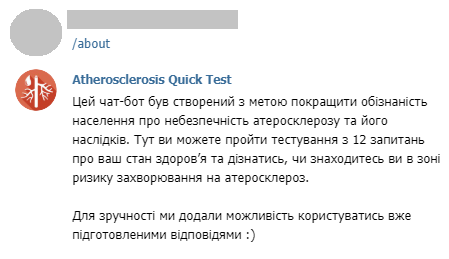 /about
Atherosclerosis Quick Test
Цей чат-бот був створений з метою покращити обізнаність
населення про небезпечність атеросклерозу та його
наслідків. Тут ви можете пройти тестування з 12 запитань
про ваш стан здоров'я та дізнатись, чи знаходитесь ви в зоні
ризику захворювання на атеросклероз.
Для зручності ми додали можливість користуватись вже
підготовленими відповідями :)